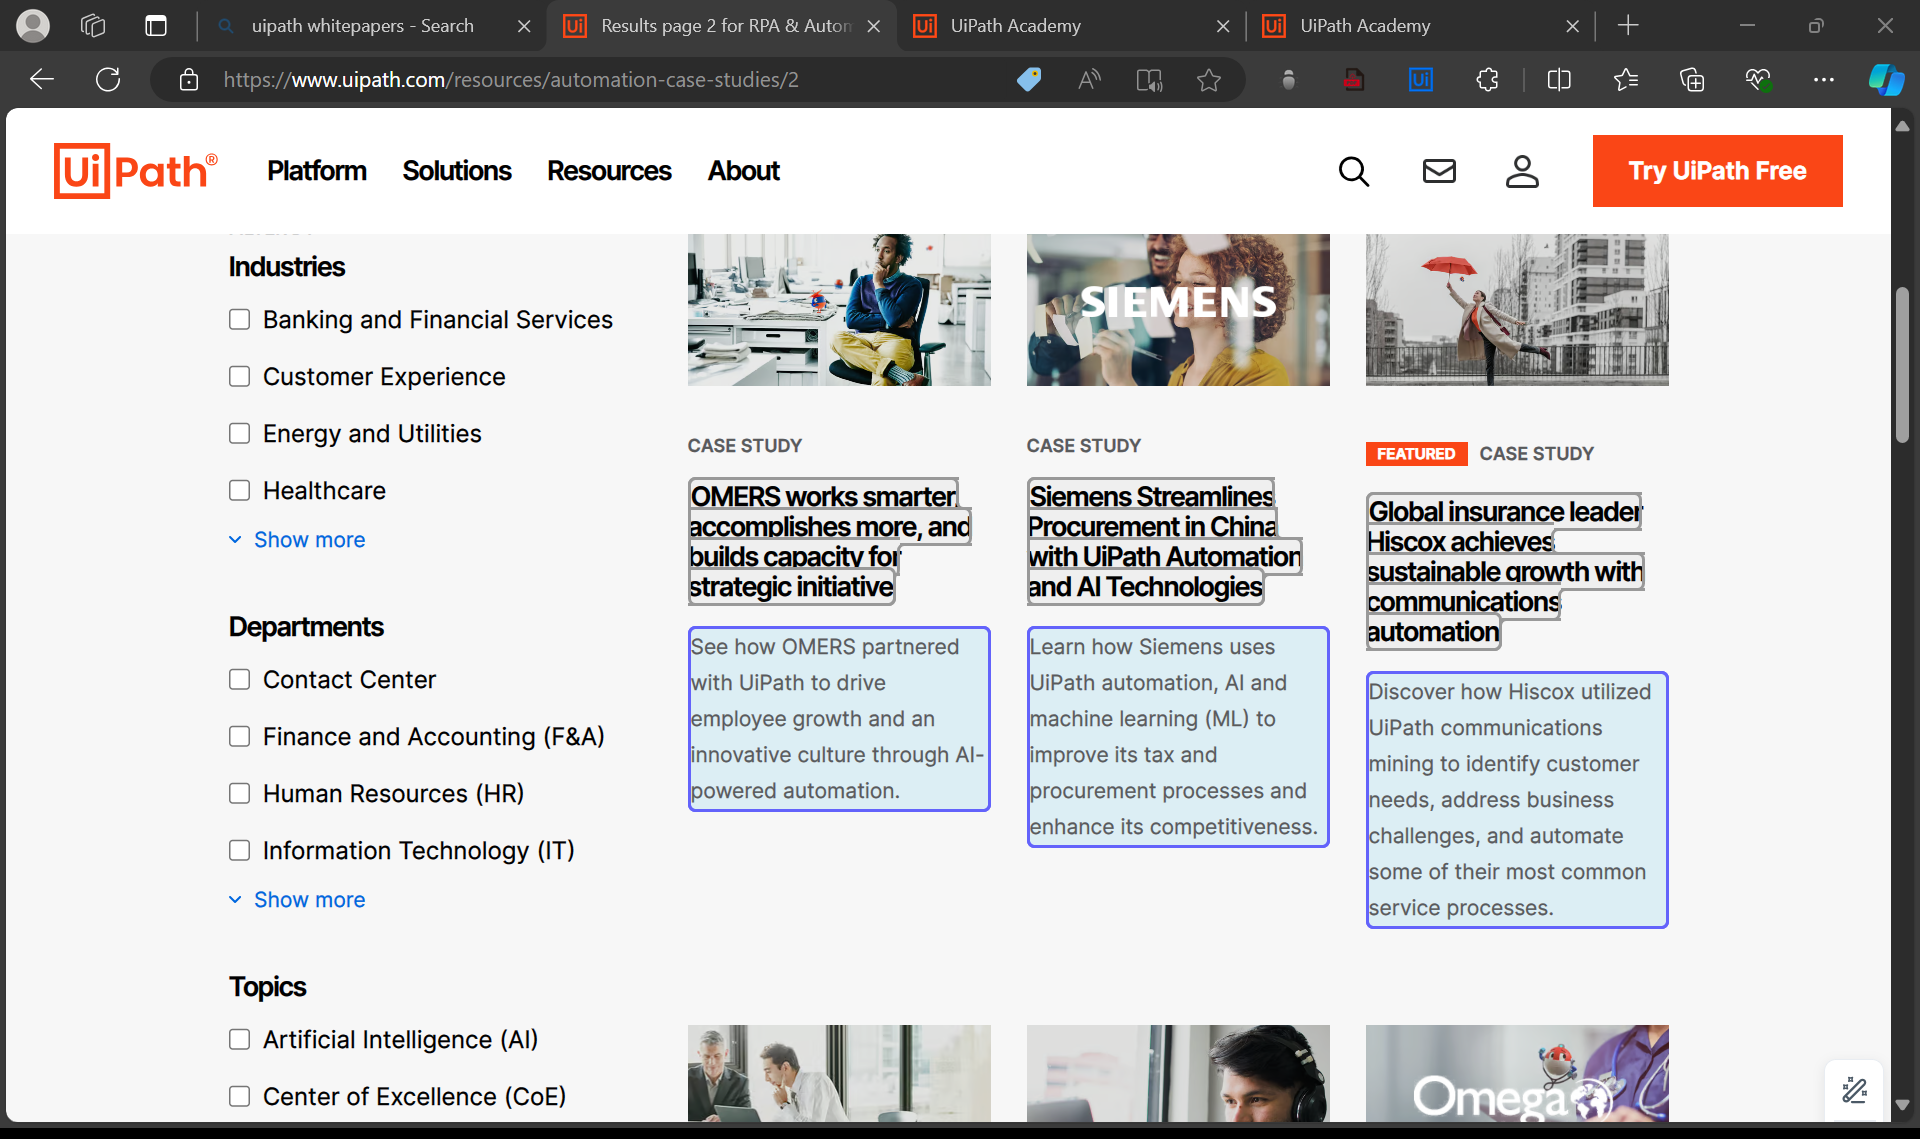 uipath whitepapers - Search
Results page 2 for RPA & Autom
UiPath Academy
UiPath Academy
https://www.uipath.com/resources/automation-case-studies/2
Ui Path®
Platform
Solutions
Resources
About
Try UiPath Free
Industries
Banking and Financial Services
Customer Experience
Energy and Utilities
Healthcare
Show more
Departments
Contact Center
Finance and Accounting (F&A)
Human Resources (HR)
Information Technology (IT)
Show more
Topics
Artificial Intelligence (AI)
Center of Excellence (CoE)
CASE STUDY
OMERS works smarter,
accomplishes more, and
builds capacity for
strategic initiative
See how OMERS partnered
with UiPath to drive
employee growth and an
innovative culture through AI-
powered automation.
SIEMENS
CASE STUDY
Siemens Streamlines
Procurement in China
with UiPath Automation
and AI Technologies
Learn how Siemens uses
UiPath automation, AI and
machine learning (ML) to
improve its tax and
procurement processes and
enhance its competitiveness.
FEATURED CASE STUDY
Global insurance leader
Hiscox achieves
sustainable growth with
communications
automation
Discover how Hiscox utilized
UiPath communications
mining to identify customer
needs, address business
challenges, and automate
some of their most common
service processes.
Omega